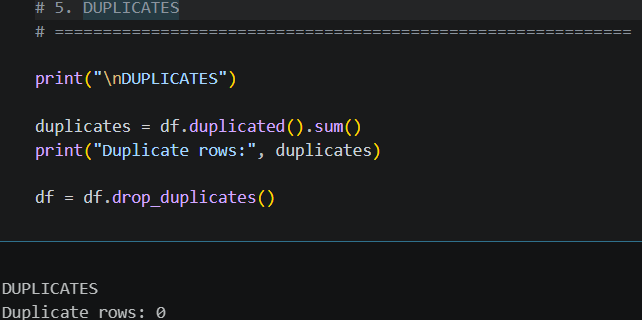 # 5. DUPLICATES
# ============================================================
print("\nDUPLICATES")
duplicates = df.duplicated().sum()
print("Duplicate rows:", duplicates)
df = df.drop_duplicates()
DUPLICATES
Duplicate rows: 0